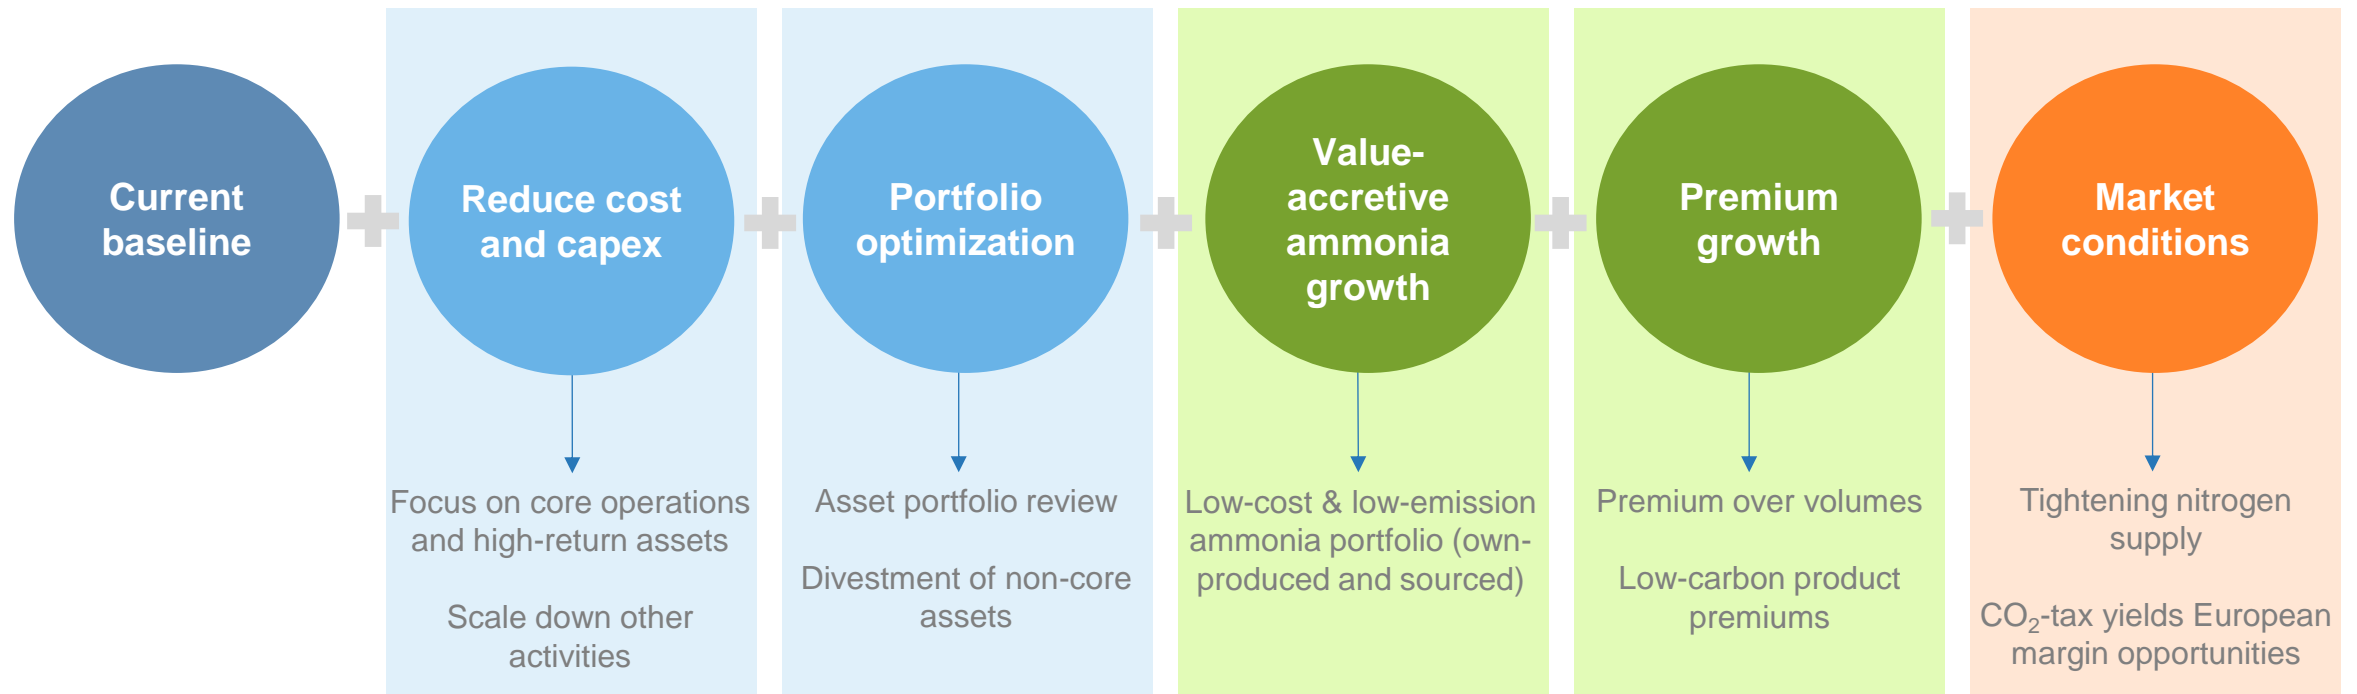 Current
baseline
Reduce cost
and capex
Portfolio
optimization
Value-
accretive
ammonia
growth
Premium
growth
Market
conditions
Focus on core operations
and high-return assets
Scale down other
activities
Asset portfolio review
Divestment of non-core
assets
Low-cost & low-emission
ammonia portfolio (own-
produced and sourced)
Premium over volumes
Low-carbon product
premiums
Tightening nitrogen
supply
CO₂-tax yields European
margin opportunities